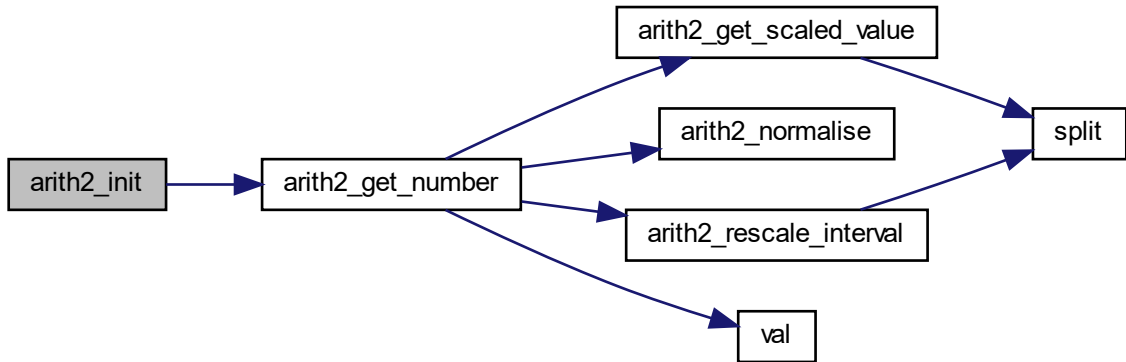 arith2_init
arith2_get_number
arith2_get_scaled_value
arith2_normalise
arith2_rescale_interval
val
split